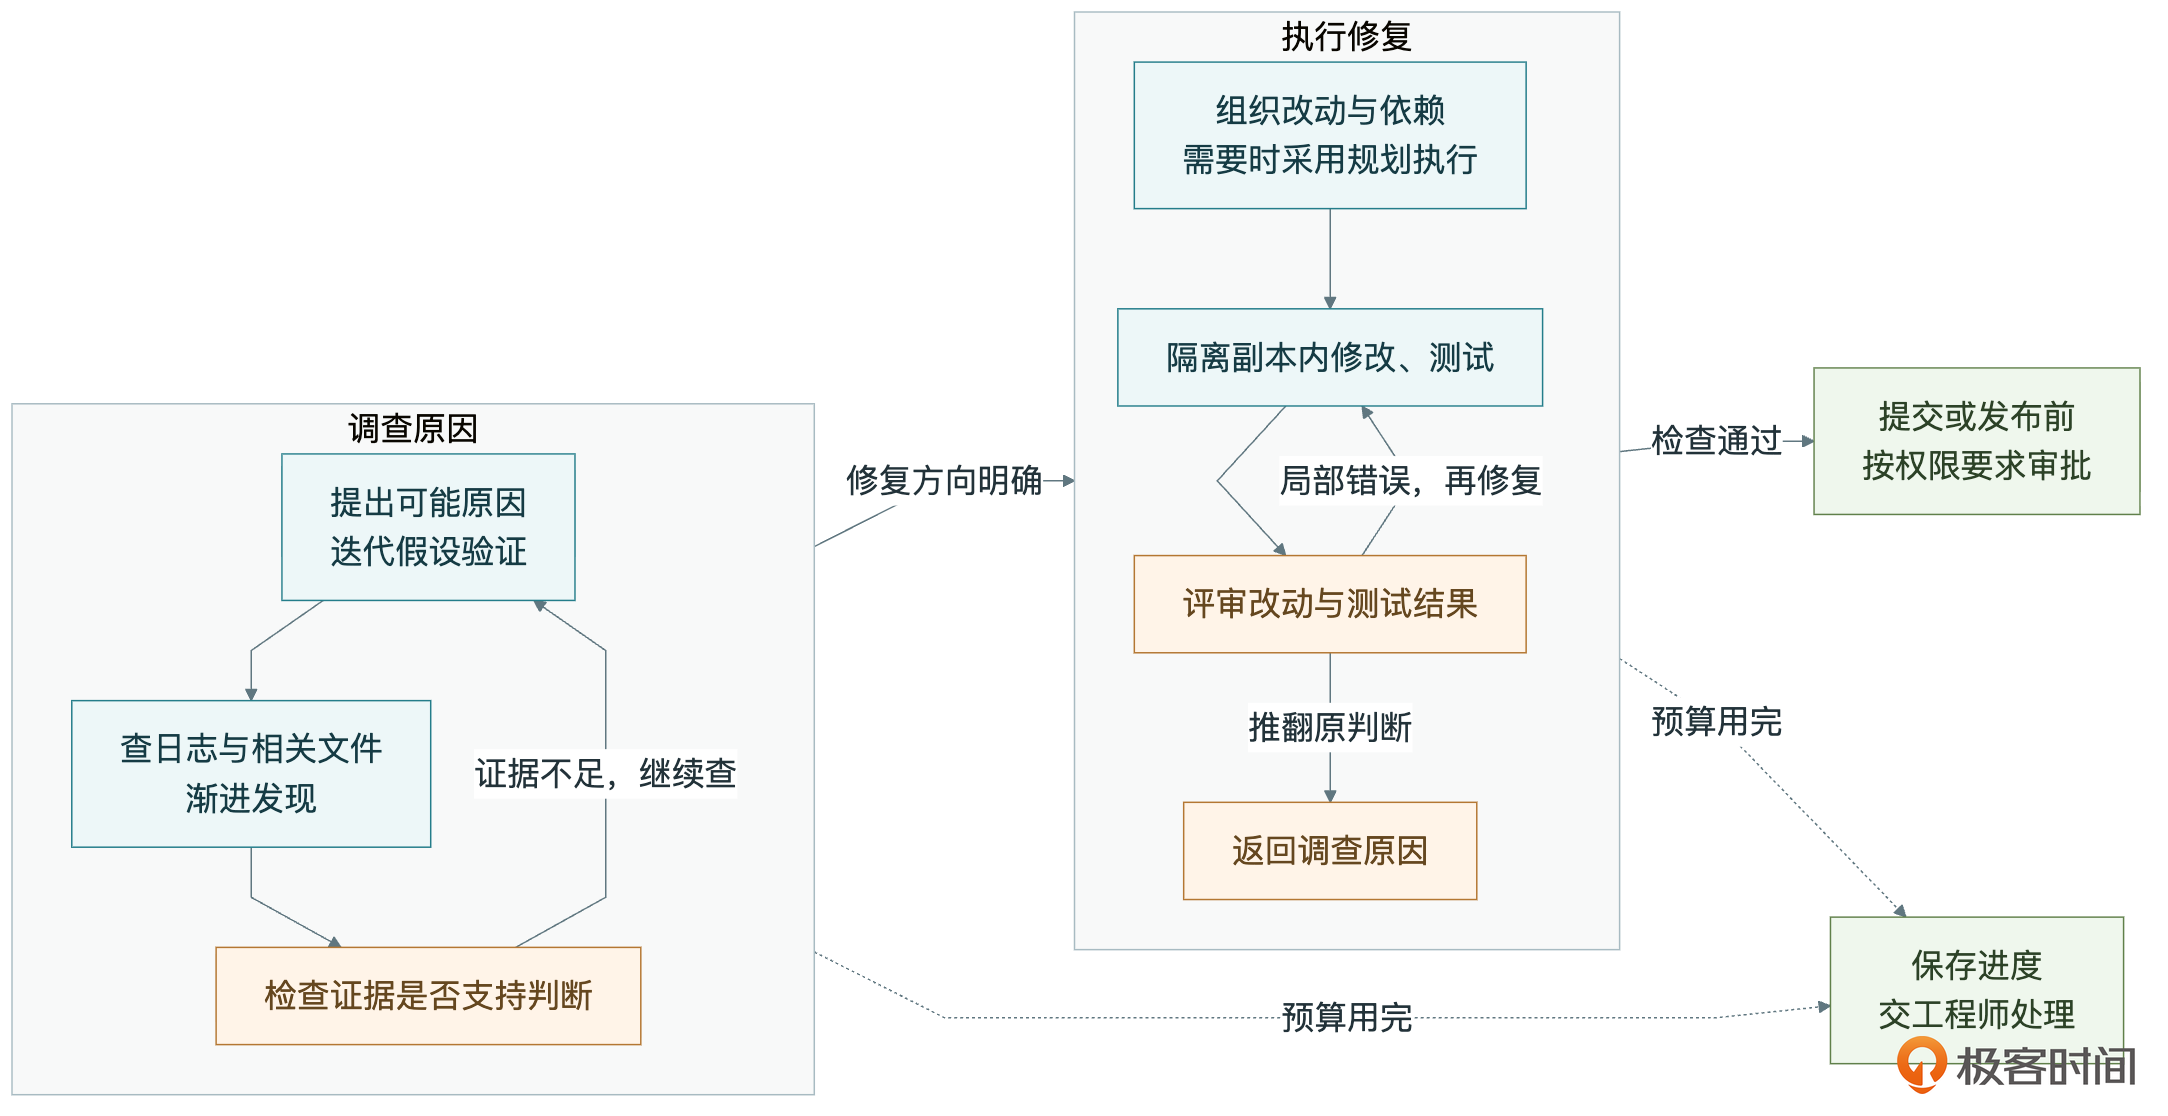 调查原因
提出可能原因
迭代假设验证
查日志与相关文件
渐进发现
证据不足，继续查
检查证据是否支持判断
修复方向明确
执行修复
组织改动与依赖
需要时采用规划执行
隔离副本内修改、测试
局部错误，再修复
评审改动与测试结果
推翻原判断
返回调查原因
检查通过
提交或发布前
按权限要求审批
预算用完
预算用完
保存进度
交工程师处理
极客时间